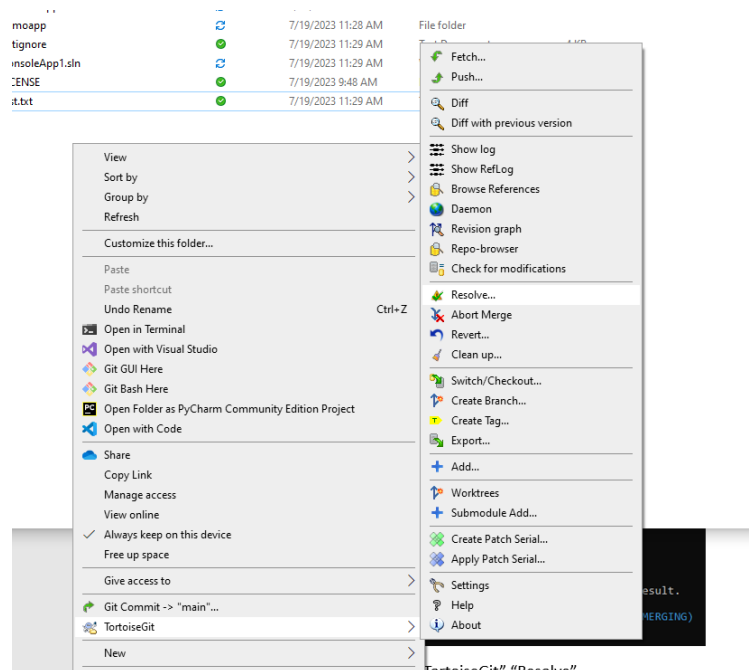 moapp 7/19/2023 11:28 AM File folder
tignore 7/19/2023 11:29 AM
onsoleApp1.sln 7/19/2023 11:29 AM
CENSE 7/19/2023 9:48 AM
st.txt 7/19/2023 11:29 AM
View
Sort by
Group by
Refresh
Customize this folder...
Paste
Paste shortcut
Undo Rename Ctrl+Z
Open in Terminal
Open with Visual Studio
Git GUI Here
Git Bash Here
Open Folder as PyCharm Community Edition Project
Open with Code
Share
Copy Link
Manage access
View online
Always keep on this device
Free up space
Give access to
Git Commit -> "main"...
TortoiseGit
New
Fetch...
Push...
Diff
Diff with previous version
Show log
Show RefLog
Browse References
Daemon
Revision graph
Repo-browser
Check for modifications
Resolve...
Abort Merge
Revert...
Clean up...
Switch/Checkout...
Create Branch...
Create Tag...
Export...
Add...
Worktrees
Submodule Add...
Create Patch Serial...
Apply Patch Serial...
Settings
Help
About
esult.
MERGING)
TortoiseGit" "Resolve"